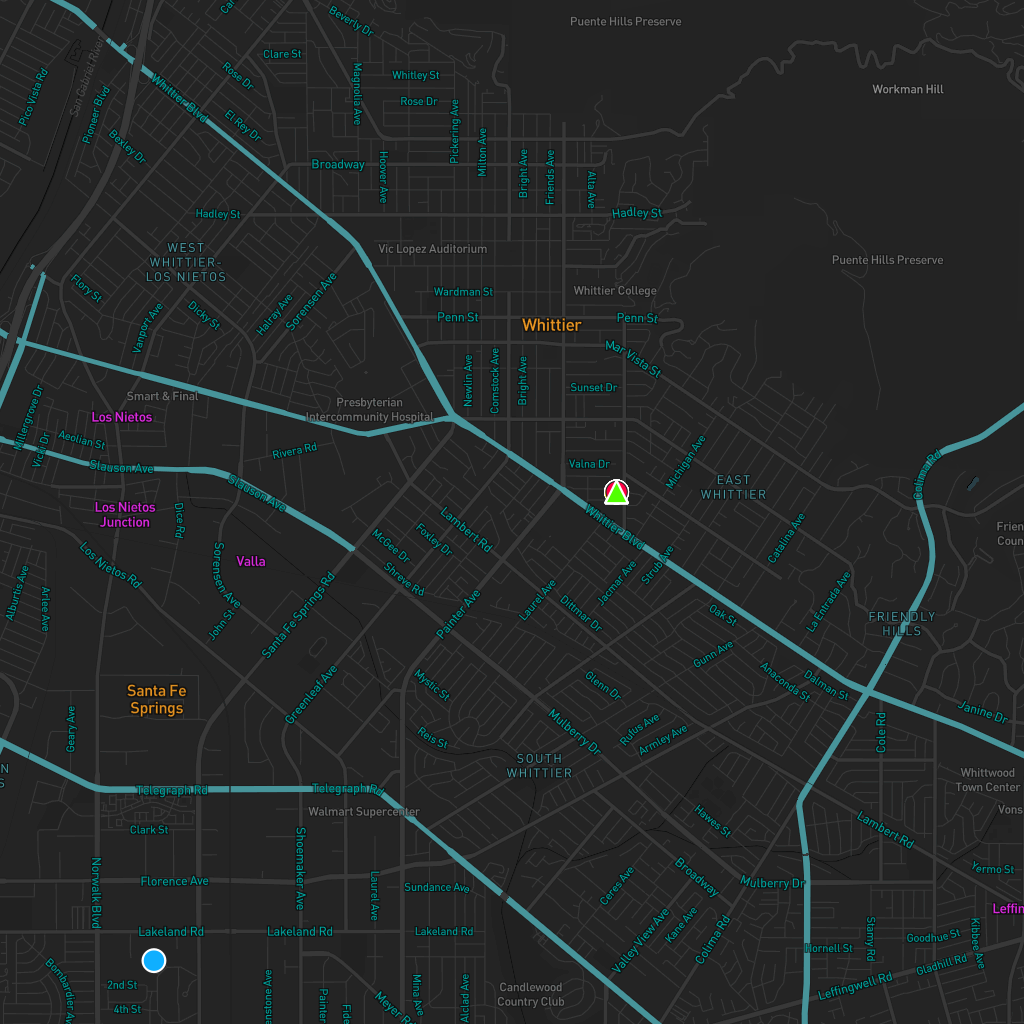 Beverly Dr
Puente Hills Preserve
Clare St
Rose Dr
Whitley St
Magnolia Ave
Rose Dr
Workman Hill
Pico Vista Rd
San Gabriel River
Pioneer Blvd
Whittier Blvd
El Rey Dr
Bexley Dr
Pickering Ave
Milton Ave
Broadway
Hoover Ave
Bright Ave
Friends Ave
Alta Ave
Hadley St
Hadley St
WEST
WHITTIER-
LOS NIETOS
Vic Lopez Auditorium
Puente Hills Preserve
Flory St
Vanport Ave
Dicky St
Halray Ave
Sorensen Ave
Wardman St
Whittier College
Penn St
Whittier
Penn St
Mar Vista St
Newlin Ave
Comstock Ave
Bright Ave
Sunset Dr
Millergrove Dr
Vicki Dr
Smart & Final
Los Nietos
Presbyterian
Intercommunity Hospital
Aeolian St
Rivera Rd
Slauson Ave
Slauson Ave
Valna Dr
Michigan Ave
EAST
WHITTIER
Colima Rd
Los Nietos
Junction
Dice Rd
Lambert Rd
Foxley Dr
McGee Dr
Whittier Blvd
Catalina Ave
Frien
Coun
Los Nietos Rd
Sorensen Ave
Valla
Shreve Rd
Jacmar Ave
Strub Ave
Alburtis Ave
Arlee Ave
John St
Santa Fe Springs Rd
Painter Ave
Laurel Ave
Dittmar Dr
Oak St
La Entrada Ave
FRIENDLY
HILLS
Santa Fe
Springs
Greenleaf Ave
Mystic St
Glenn Dr
Gunn Ave
Anaconda St
Dalman St
Janine Dr
Geary Ave
Reis St
Mulberry Dr
Rufus Ave
Armley Ave
Cole Rd
SOUTH
WHITTIER
N
S
Telegraph Rd
Telegraph Rd
Whittwood
Town Center
Walmart Supercenter
Vons
Clark St
Hawes St
Lambert Rd
Norwalk Blvd
Shoemaker Ave
Florence Ave
Laurel Ave
Sundance Ave
Ceres Ave
Broadway
Mulberry Dr
Yermo St
Leffing
Lakeland Rd
Lakeland Rd
Lakeland Rd
Valley View Ave
Kane Ave
Colima Rd
Hornell St
Stamy Rd
Goodhue St
Kibbee Ave
Gladhill Rd
Leffingwell Rd
Bombardier Av
2nd St
4th St
enstone Ave
Painter
Fide
Meyer R
Mina Ave
Alclad Ave
Candlewood
Country Club